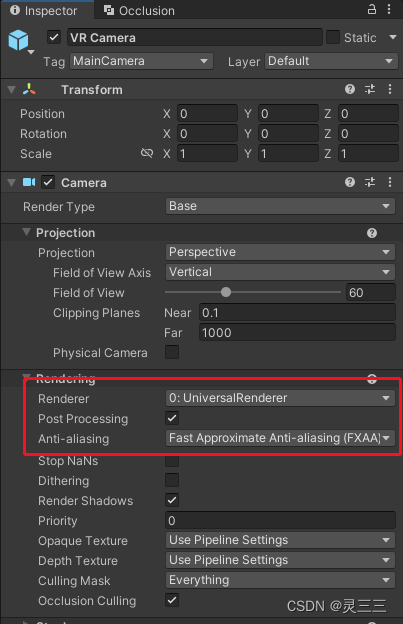 Inspector Occlusion
VR Camera Static
Tag MainCamera Layer Default
Transform
Position X 0 Y 0 Z 0
Rotation X 0 Y 0 Z 0
Scale X 1 Y 1 Z 1
Camera
Render Type Base
Projection
Projection Perspective
Field of View Axis Vertical
Field of View 60
Clipping Planes Near 0.1
Far 1000
Physical Camera
Rendering
Renderer 0: UniversalRenderer
Post Processing
Anti-aliasing Fast Approximate Anti-aliasing (FXAA)
Stop NaNs
Dithering
Render Shadows
Priority 0
Opaque Texture Use Pipeline Settings
Depth Texture Use Pipeline Settings
Culling Mask Everything
Occlusion Culling
CSDN @灵三三